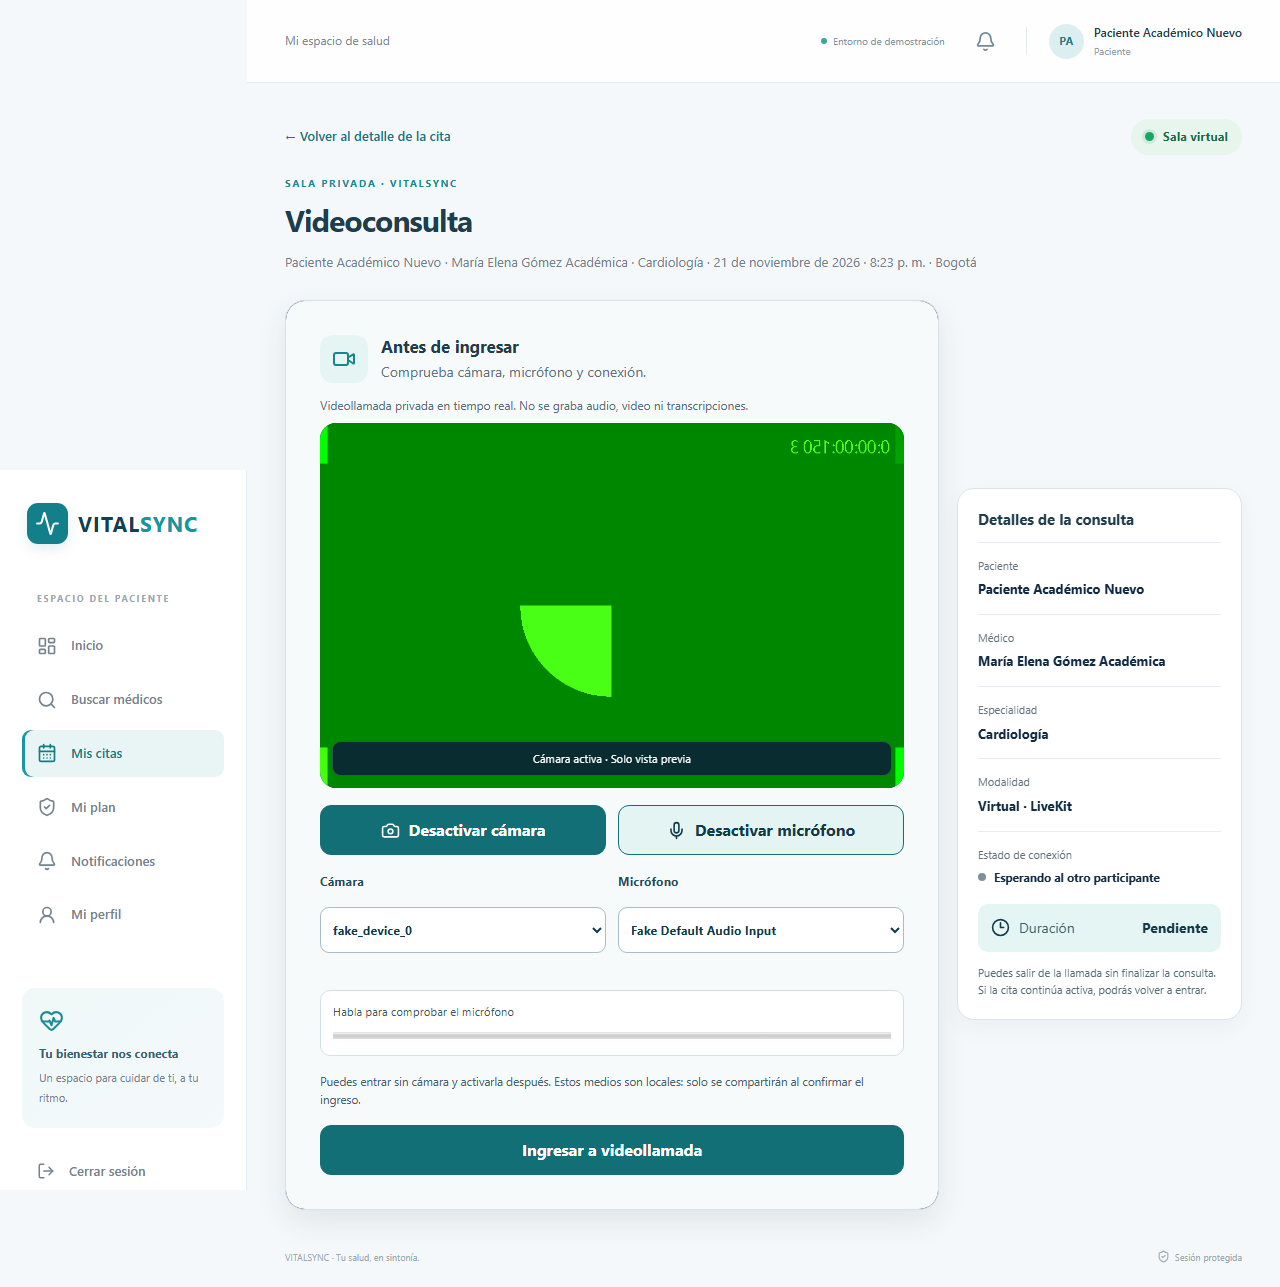 Mi espacio de salud
Entorno de demostración
PA
Paciente Académico Nuevo
Paciente
← Volver al detalle de la cita
Sala virtual
SALA PRIVADA · VITALSYNC
Videoconsulta
Paciente Académico Nuevo · María Elena Gómez Académica · Cardiología · 21 de noviembre de 2026 · 8:23 p. m. · Bogotá
Antes de ingresar
Comprueba cámara, micrófono y conexión.
Videollamada privada en tiempo real. No se graba audio, video ni transcripciones.
0:00:00:150 3
Cámara activa · Solo vista previa
Desactivar cámara
Desactivar micrófono
Cámara
Micrófono
fake_device_0
Fake Default Audio Input
Habla para comprobar el micrófono
Puedes entrar sin cámara y activarla después. Estos medios son locales: solo se compartirán al confirmar el
ingreso.
Ingresar a videollamada
VITALSYNC
ESPACIO DEL PACIENTE
Inicio
Buscar médicos
Mis citas
Mi plan
Notificaciones
Mi perfil
Tu bienestar nos conecta
Un espacio para cuidar de ti, a tu
ritmo.
Cerrar sesión
Detalles de la consulta
Paciente
Paciente Académico Nuevo
Médico
María Elena Gómez Académica
Especialidad
Cardiología
Modalidad
Virtual · LiveKit
Estado de conexión
Esperando al otro participante
Duración
Pendiente
Puedes salir de la llamada sin finalizar la consulta.
Si la cita continúa activa, podrás volver a entrar.
VITALSYNC · Tu salud, en sintonía.
Sesión protegida